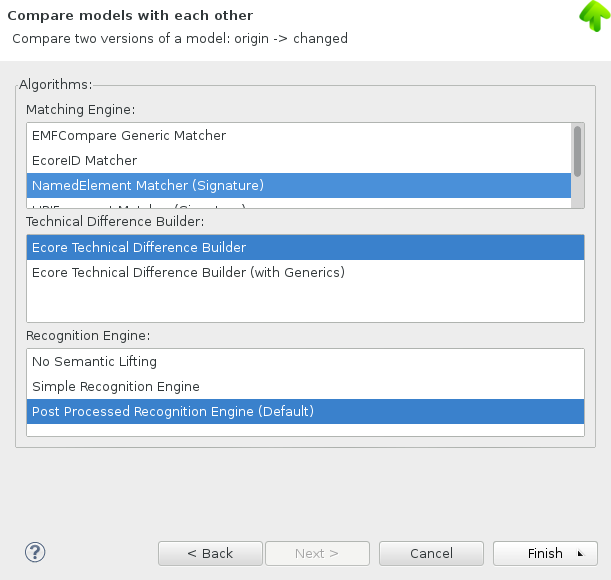 Compare models with each other
Compare two versions of a model: origin -> changed
Algorithms:
Matching Engine:
EMFCompare Generic Matcher
EcoreID Matcher
NamedElement Matcher (Signature)
Technical Difference Builder:
Ecore Technical Difference Builder
Ecore Technical Difference Builder (with Generics)
Recognition Engine:
No Semantic Lifting
Simple Recognition Engine
Post Processed Recognition Engine (Default)
?
< Back
Next >
Cancel
Finish